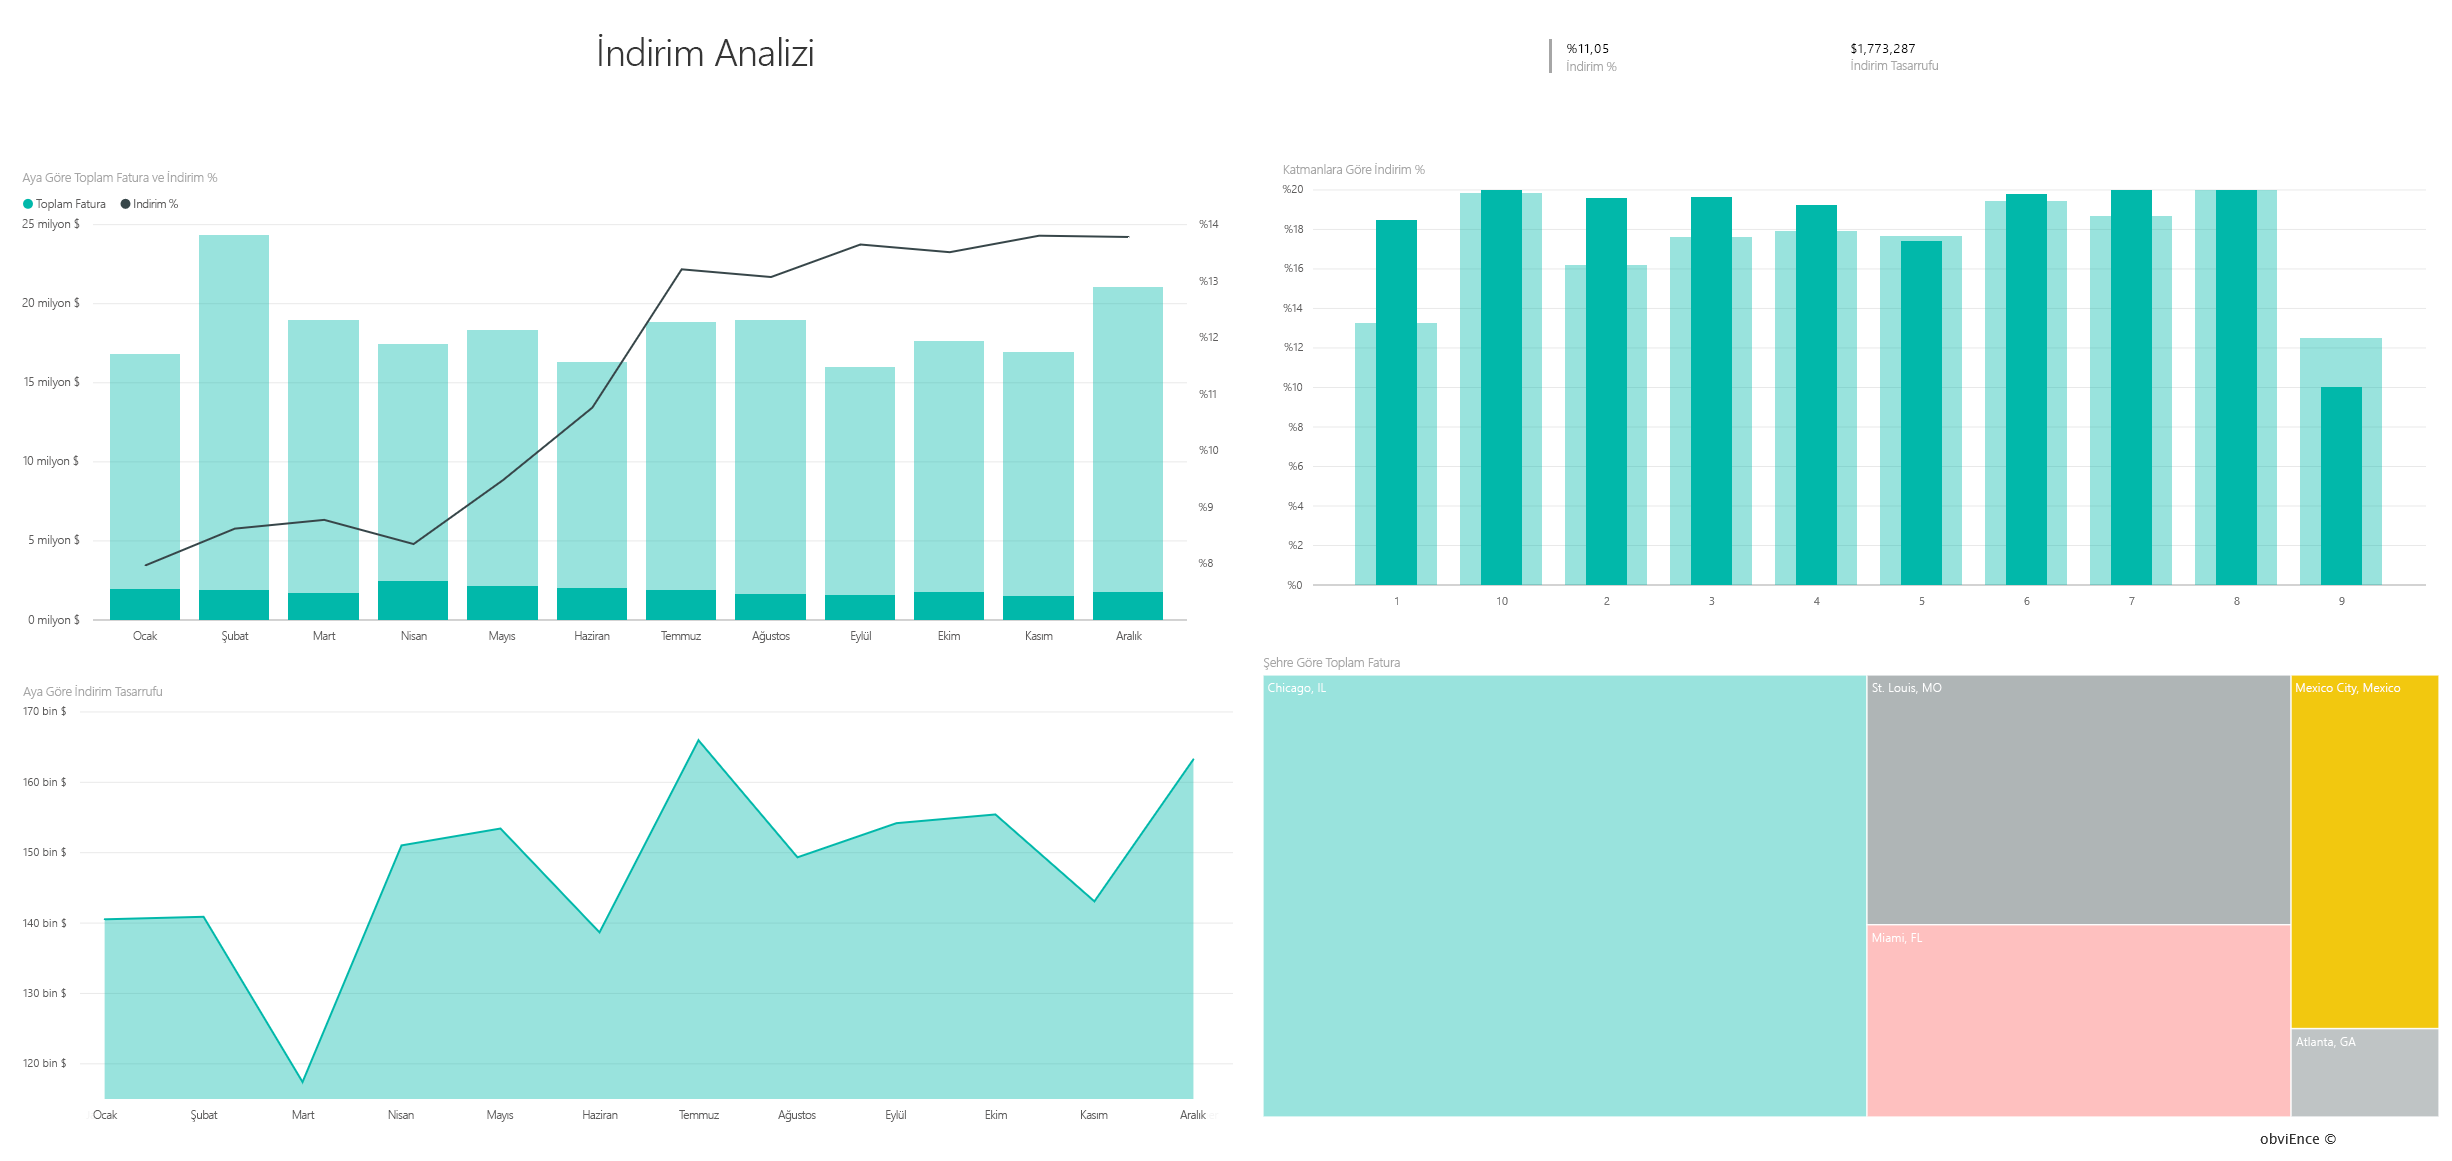 İndirim Analizi
%11,05
İndirim %
$1,773,287
İndirim Tasarrufu
Aya Göre Toplam Fatura ve İndirim %
Toplam Fatura İndirim %
25 milyon $
20 milyon $
15 milyon $
10 milyon $
5 milyon $
0 milyon $
%14
%13
%12
%11
%10
%9
%8
Ocak Şubat Mart Nisan Mayıs Haziran Temmuz Ağustos Eylül Ekim Kasım Aralık
Katmanlara Göre İndirim %
%20
%18
%16
%14
%12
%10
%8
%6
%4
%2
%0
1 10 2 3 4 5 6 7 8 9
Aya Göre İndirim Tasarrufu
170 bin $
160 bin $
150 bin $
140 bin $
130 bin $
120 bin $
Ocak Şubat Mart Nisan Mayıs Haziran Temmuz Ağustos Eylül Ekim Kasım Aralık
Şehre Göre Toplam Fatura
Chicago, IL
St. Louis, MO
Mexico City, Mexico
Miami, FL
Atlanta, GA
obviEnce ©